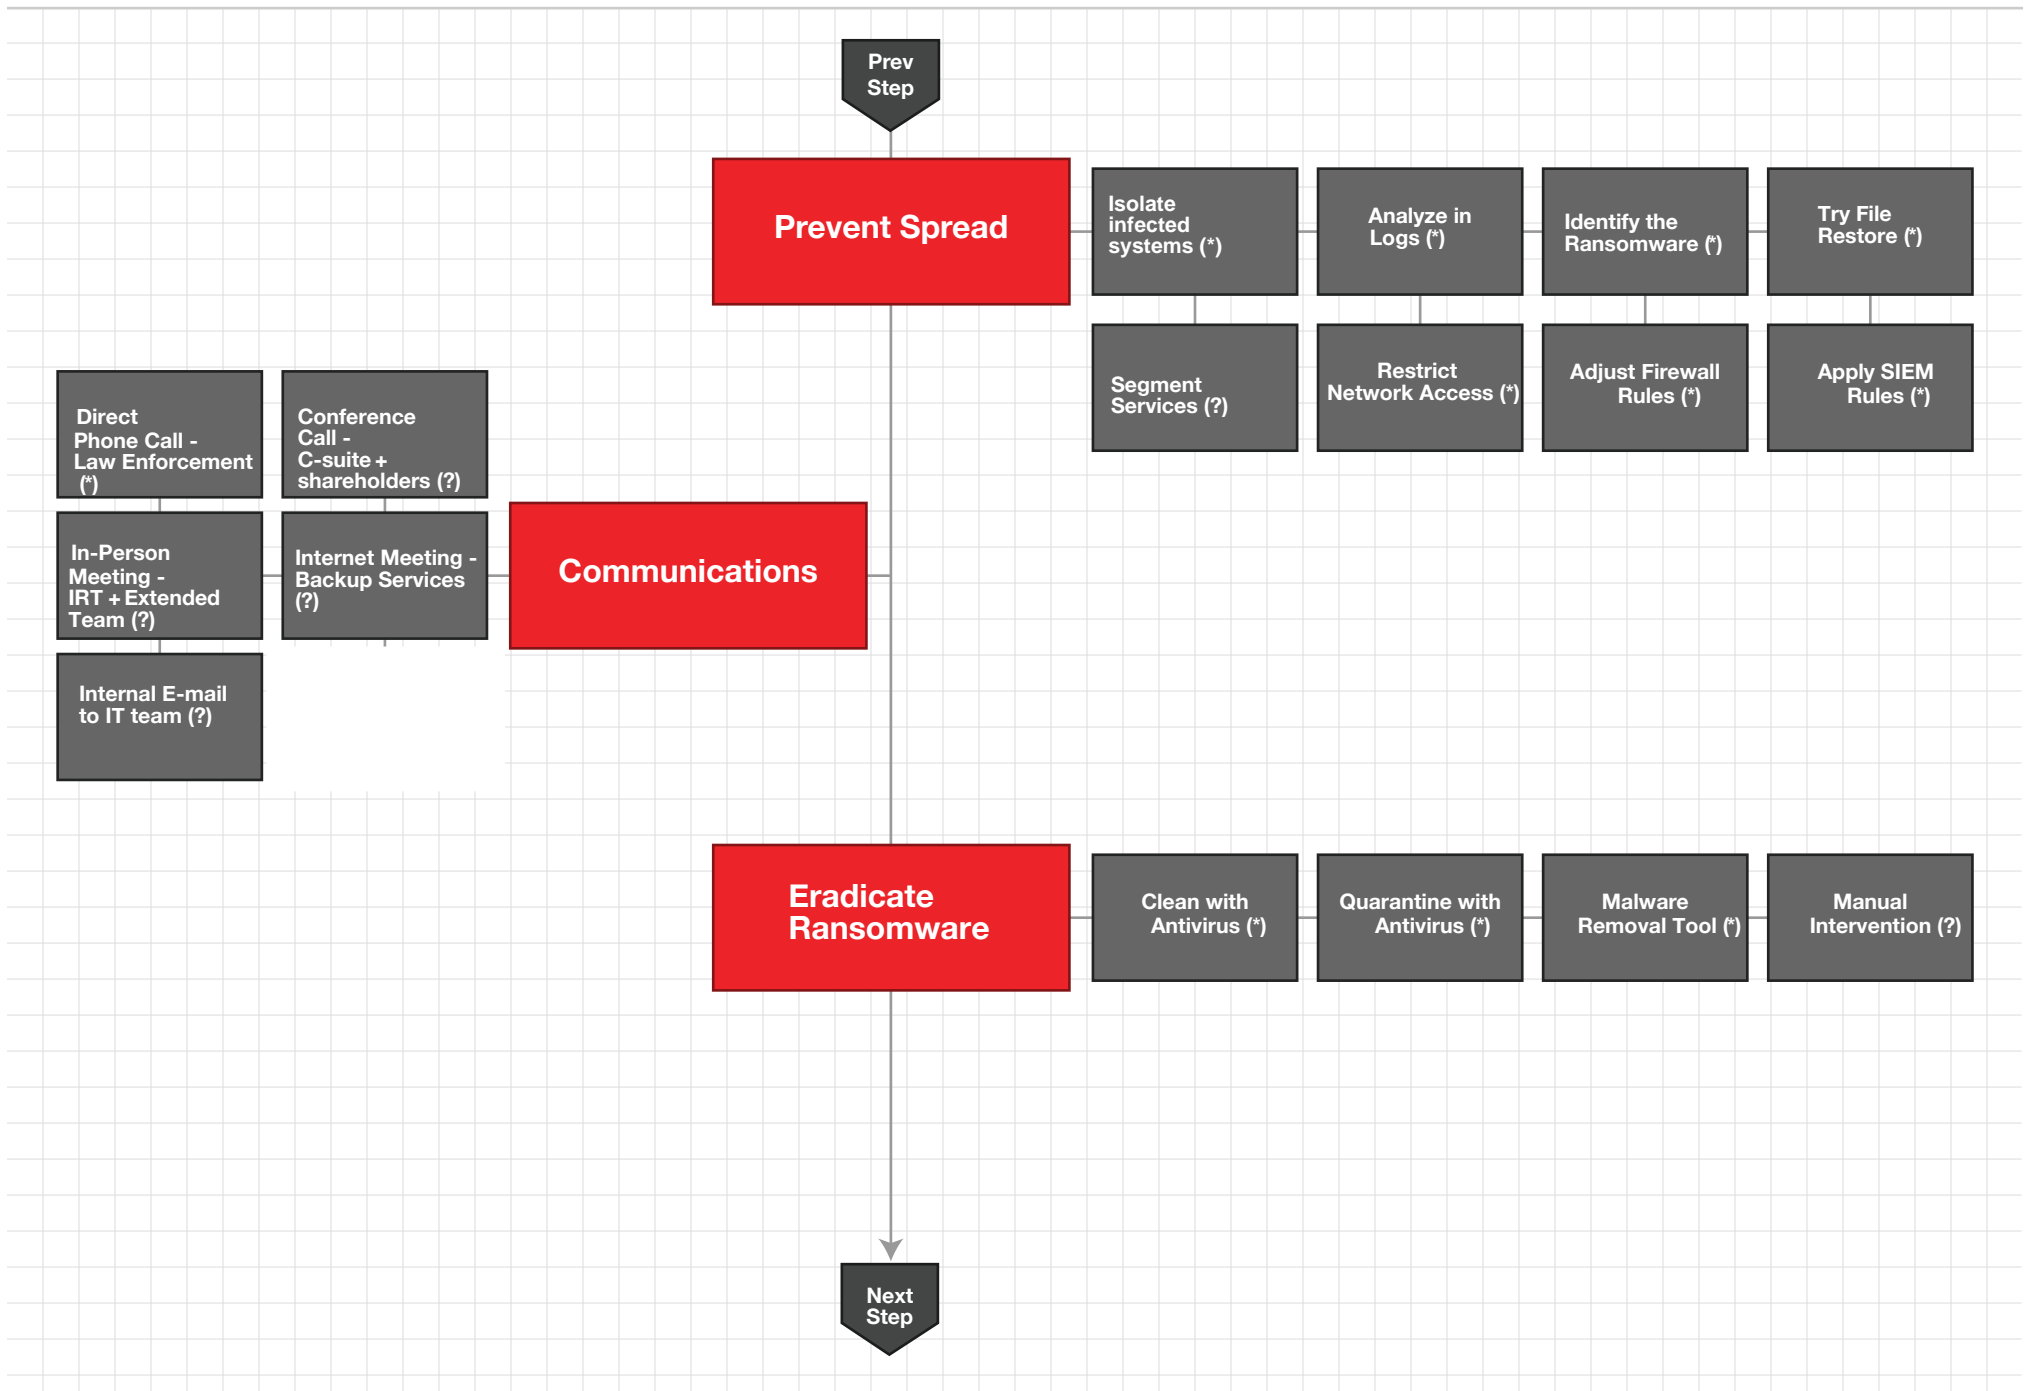 Prev
Step
Prevent Spread
Isolate
infected
systems (*)
Analyze in
Logs (*)
Identify the
Ransomware (*)
Try File
Restore (*)
Segment
Services (?)
Restrict
Network Access (*)
Adjust Firewall
Rules (*)
Apply SIEM
Rules (*)
Direct
Phone Call -
Law Enforcement
(*)
Conference
Call -
C-suite +
shareholders (?)
In-Person
Meeting -
IRT + Extended
Team (?)
Internet Meeting -
Backup Services
(?)
Communications
Internal E-mail
to IT team (?)
Eradicate
Ransomware
Clean with
Antivirus (*)
Quarantine with
Antivirus (*)
Malware
Removal Tool (*)
Manual
Intervention (?)
Next
Step